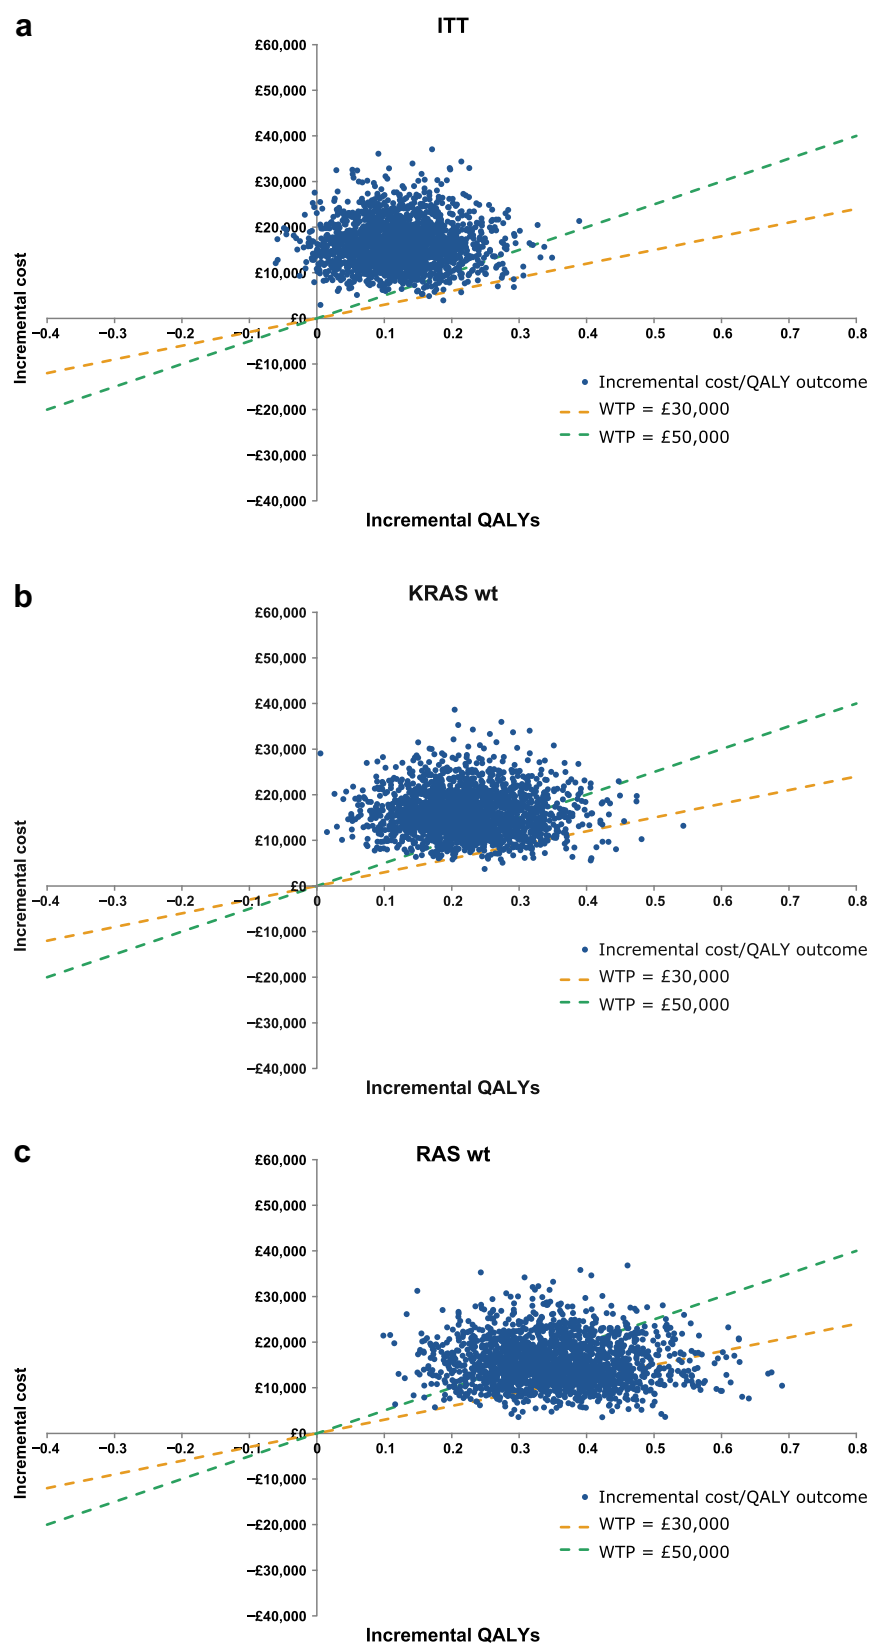 a
ITT
£60,000
£50,000
£40,000
£30,000
£20,000
£10,000
£0
−0.4 −0.3 −0.2 −0.1 0 0.1 0.2 0.3 0.4 0.5 0.6 0.7 0.8
−£10,000
−£20,000
−£30,000
−£40,000
Incremental cost
Incremental cost/QALY outcome
WTP = £30,000
WTP = £50,000
Incremental QALYs
b
KRAS wt
£60,000
£50,000
£40,000
£30,000
£20,000
£10,000
£0
−0.4 −0.3 −0.2 −0.1 0 0.1 0.2 0.3 0.4 0.5 0.6 0.7 0.8
−£10,000
−£20,000
−£30,000
−£40,000
Incremental cost
Incremental cost/QALY outcome
WTP = £30,000
WTP = £50,000
Incremental QALYs
c
RAS wt
£60,000
£50,000
£40,000
£30,000
£20,000
£10,000
£0
−0.4 −0.3 −0.2 −0.1 0 0.1 0.2 0.3 0.4 0.5 0.6 0.7 0.8
−£10,000
−£20,000
−£30,000
−£40,000
Incremental cost
Incremental cost/QALY outcome
WTP = £30,000
WTP = £50,000
Incremental QALYs